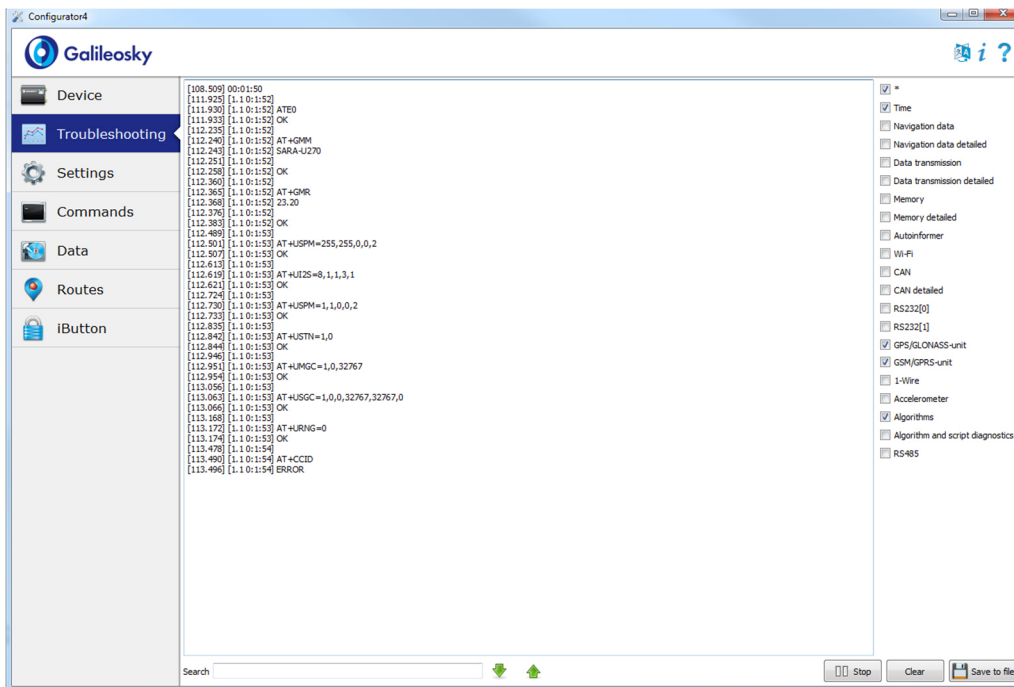 Configurator4
Galileosky
Device
Troubleshooting
Settings
Commands
Data
Routes
iButton
[108.509] 00:01:50
[111.925] [1.1 0:1:52]
[111.930] [1.1 0:1:52] ATE0
[111.933] [1.1 0:1:52] OK
[112.235] [1.1 0:1:52]
[112.240] [1.1 0:1:52] AT+GMM
[112.243] [1.1 0:1:52] SARA-U270
[112.251] [1.1 0:1:52]
[112.258] [1.1 0:1:52] OK
[112.360] [1.1 0:1:52]
[112.365] [1.1 0:1:52] AT+GMR
[112.368] [1.1 0:1:52] 23.20
[112.376] [1.1 0:1:52]
[112.383] [1.1 0:1:52] OK
[112.489] [1.1 0:1:53]
[112.501] [1.1 0:1:53] AT+USPM=255,255,0,0,2
[112.507] [1.1 0:1:53] OK
[112.613] [1.1 0:1:53]
[112.619] [1.1 0:1:53] AT+UI2S=8,1,1,3,1
[112.621] [1.1 0:1:53] OK
[112.724] [1.1 0:1:53]
[112.730] [1.1 0:1:53] AT+USPM=1,1,0,0,2
[112.733] [1.1 0:1:53] OK
[112.835] [1.1 0:1:53]
[112.842] [1.1 0:1:53] AT+USTN=1,0
[112.844] [1.1 0:1:53] OK
[112.946] [1.1 0:1:53]
[112.951] [1.1 0:1:53] AT+UMGC=1,0,32767
[112.954] [1.1 0:1:53] OK
[113.056] [1.1 0:1:53]
[113.063] [1.1 0:1:53] AT+USGC=1,0,0,32767,32767,0
[113.066] [1.1 0:1:53] OK
[113.168] [1.1 0:1:53]
[113.172] [1.1 0:1:53] AT+URNG=0
[113.174] [1.1 0:1:53] OK
[113.478] [1.1 0:1:54]
[113.490] [1.1 0:1:54] AT+CCID
[113.496] [1.1 0:1:54] ERROR
*
Time
Navigation data
Navigation data detailed
Data transmission
Data transmission detailed
Memory
Memory detailed
Autoinformer
Wi-Fi
CAN
CAN detailed
RS232[0]
RS232[1]
GPS/GLONASS-unit
GSM/GPRS-unit
1-Wire
Accelerometer
Algorithms
Algorithm and script diagnostics
RS485
Search
Stop
Clear
Save to file